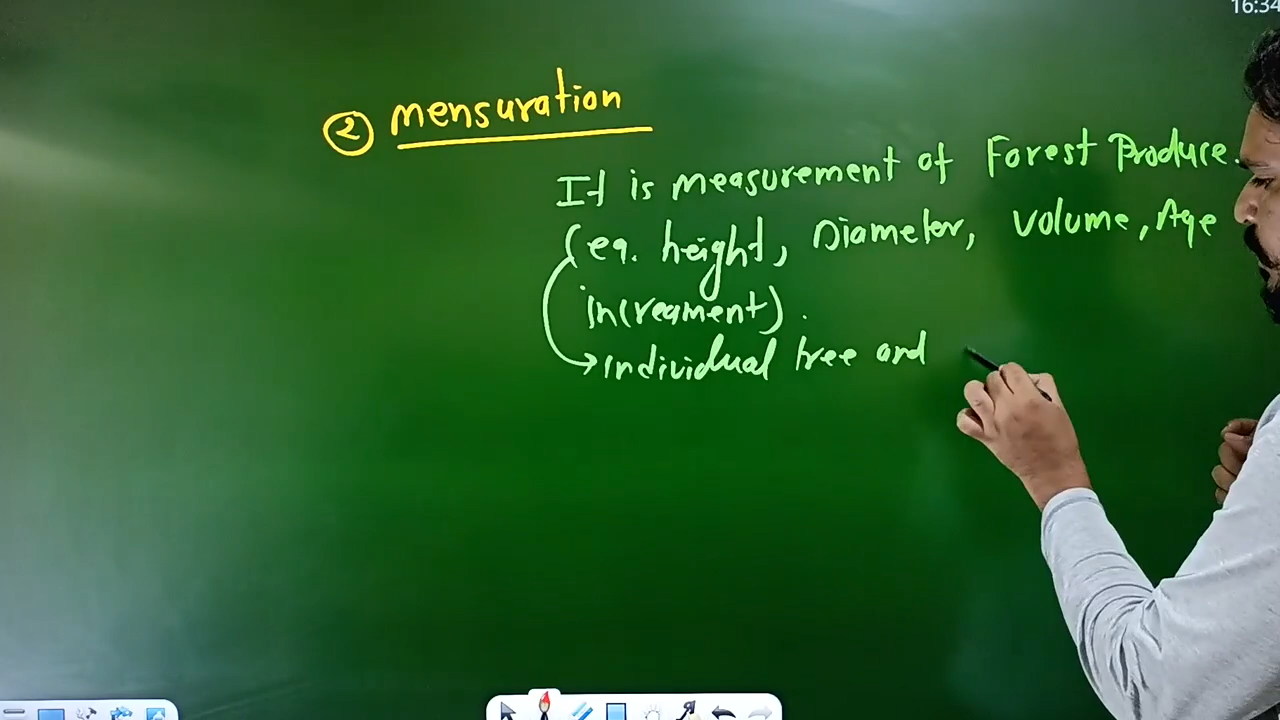 16:34
② mensuration
It is measurement of Forest Produce.
(eg. height, Diameter, Volume, Age
increament).
→ individual tree and